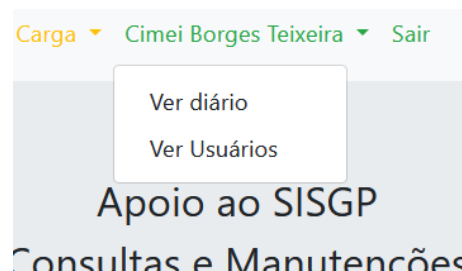 Carga Cimei Borges Teixeira Sair
Ver diário
Ver Usuários
Apoio ao SISGP
Consultas e Manutenções